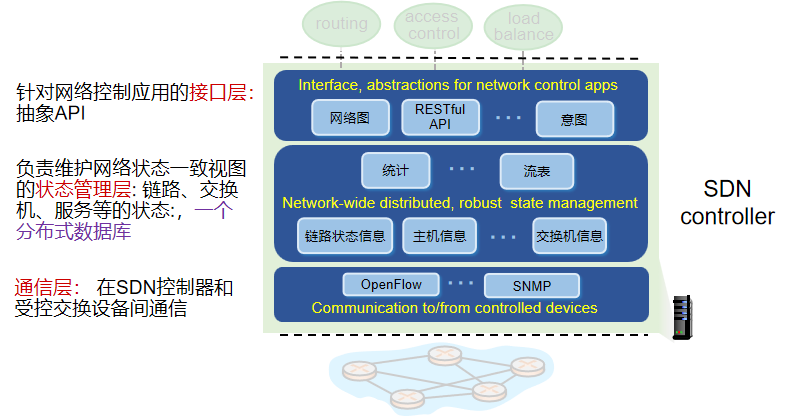 routing
access
control
load
balance
针对网络控制应用的接口层：
抽象API
Interface, abstractions for network control apps
网络图
RESTful
API
...
意图
负责维护网络状态一致视图
的状态管理层: 链路、交换
机、服务等的状态:，一个
分布式数据库
统计
...
流表
Network-wide distributed, robust state management
链路状态信息
主机信息
...
交换机信息
SDN
controller
通信层： 在SDN控制器和
受控交换设备间通信
OpenFlow
...
SNMP
Communication to/from controlled devices